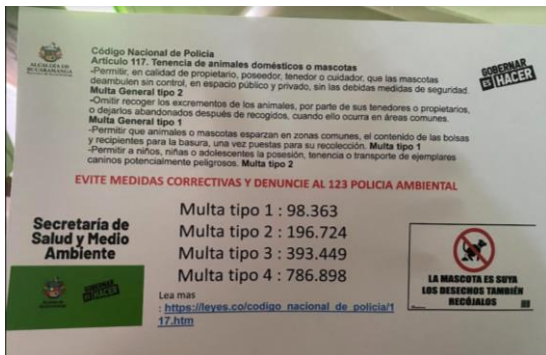 ALCALDÍA DE
BUCARAMANGA
Código Nacional de Policia
Artículo 117. Tenencia de animales domésticos o mascotas
-Permitir, en calidad de propietario, poseedor, tenedor o cuidador, que las mascotas
deambulen sin control, en espacio público y privado, sin las debidas medidas de seguridad.
Multa General tipo 2
-Omitir recoger los excrementos de los animales, por parte de sus tenedores o propietarios,
o dejarlos abandonados después de recogidos, cuando ello ocurra en áreas comunes.
Multa General tipo 1
-Permitir que animales o mascotas esparzan en zonas comunes, el contenido de las bolsas
y recipientes para la basura, una vez puestas para su recolección. Multa tipo 1
-Permitir a niños, niñas o adolescentes la posesión, tenencia o transporte de ejemplares
caninos potencialmente peligrosos. Multa tipo 2
GOBERNAR
ES HACER
EVITE MEDIDAS CORRECTIVAS Y DENUNCIE AL 123 POLICIA AMBIENTAL
Secretaría de
Salud y Medio
Ambiente
GOBERNAR
ES HACER
Multa tipo 1 : 98.363
Multa tipo 2 : 196.724
Multa tipo 3 : 393.449
Multa tipo 4 : 786.898
Lea mas
: https://leyes.co/codigo_nacional_de_policia/1
17.htm
LA MASCOTA ES SUYA
LOS DESECHOS TAMBIÉN
RECÓJALOS